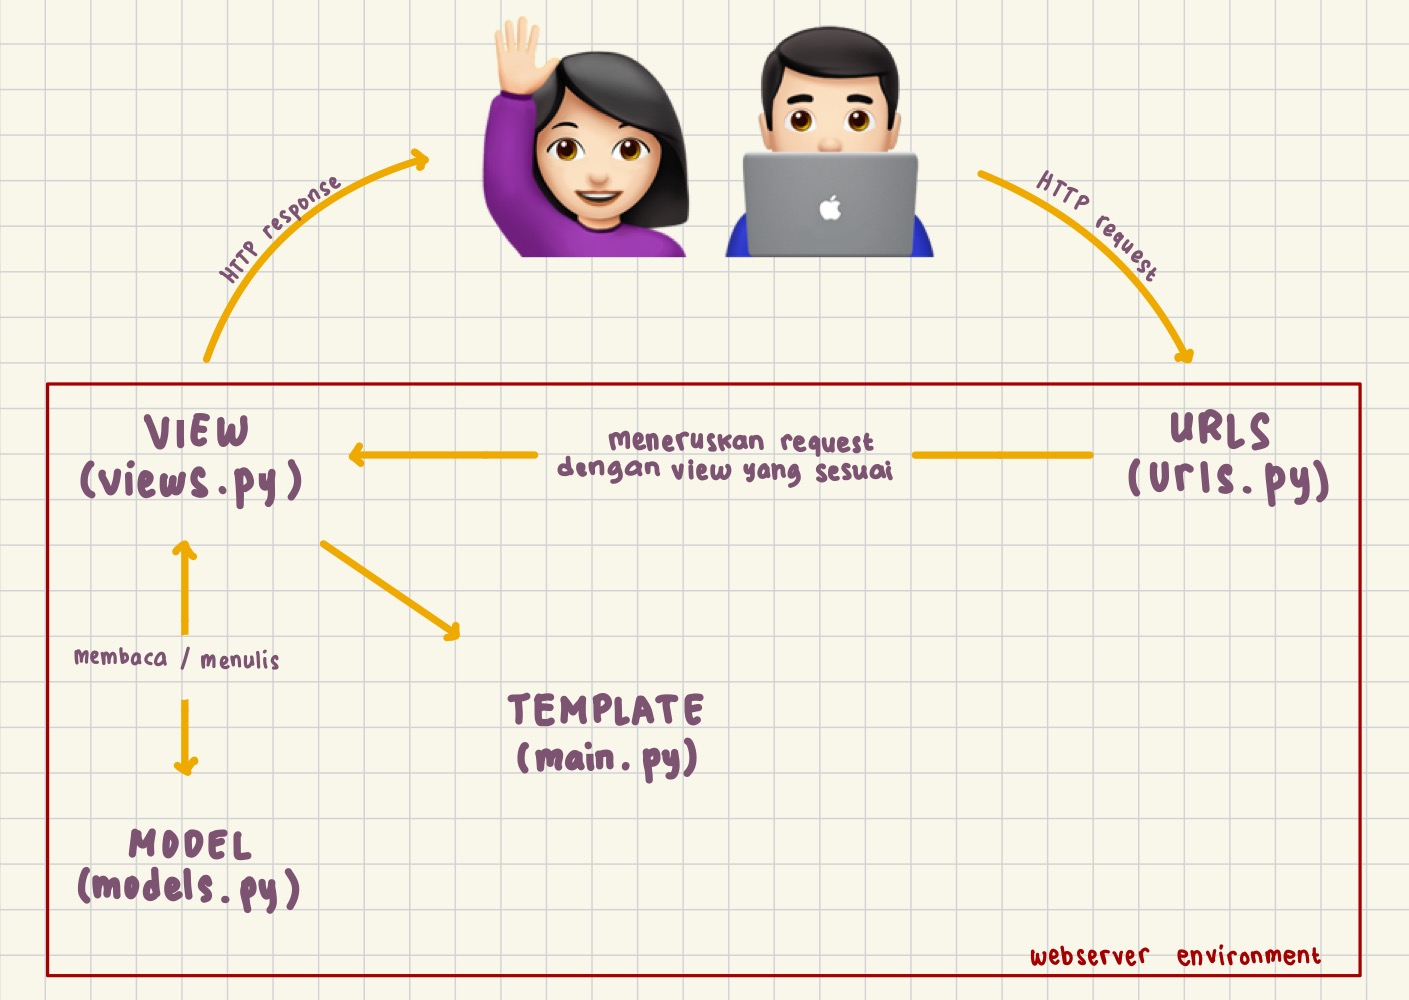 HTTP response
HTTP request
VIEW
(views.py)
meneruskan request
dengan view yang sesuai
URLS
(urls.py)
membaca / menulis
TEMPLATE
(main.py)
MODEL
(models.py)
webserver environment